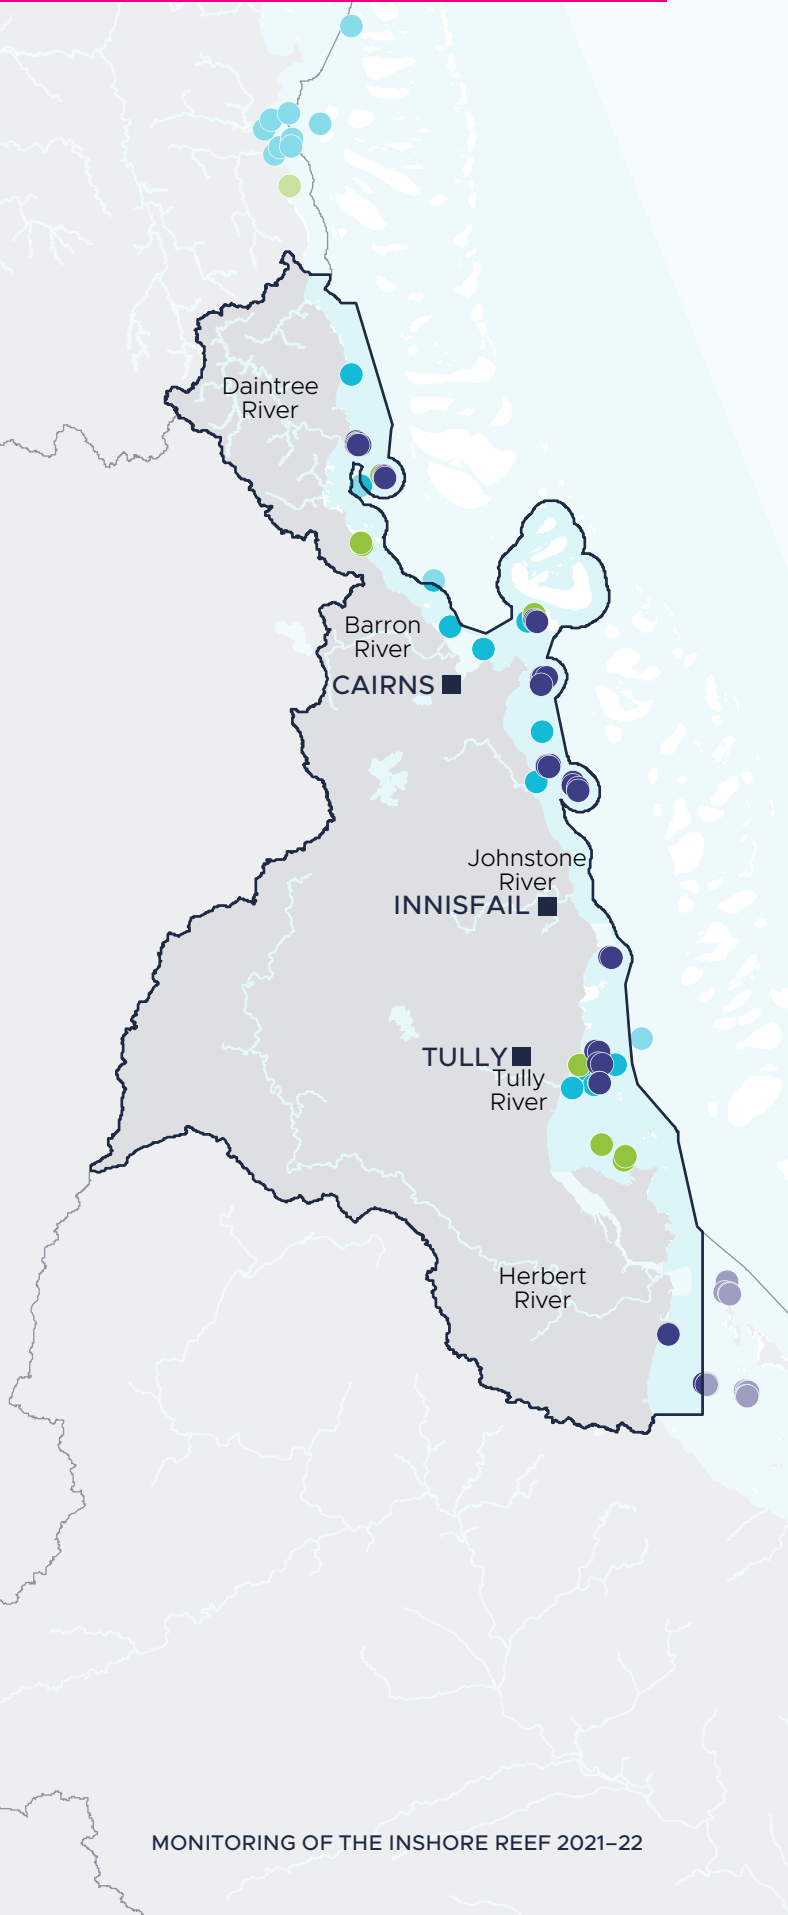 Daintree
River
Barron
River
CAIRNS
Johnstone
River
INNISFAIL
TULLY
Tully
River
Herbert
River
MONITORING OF THE INSHORE REEF 2021–22